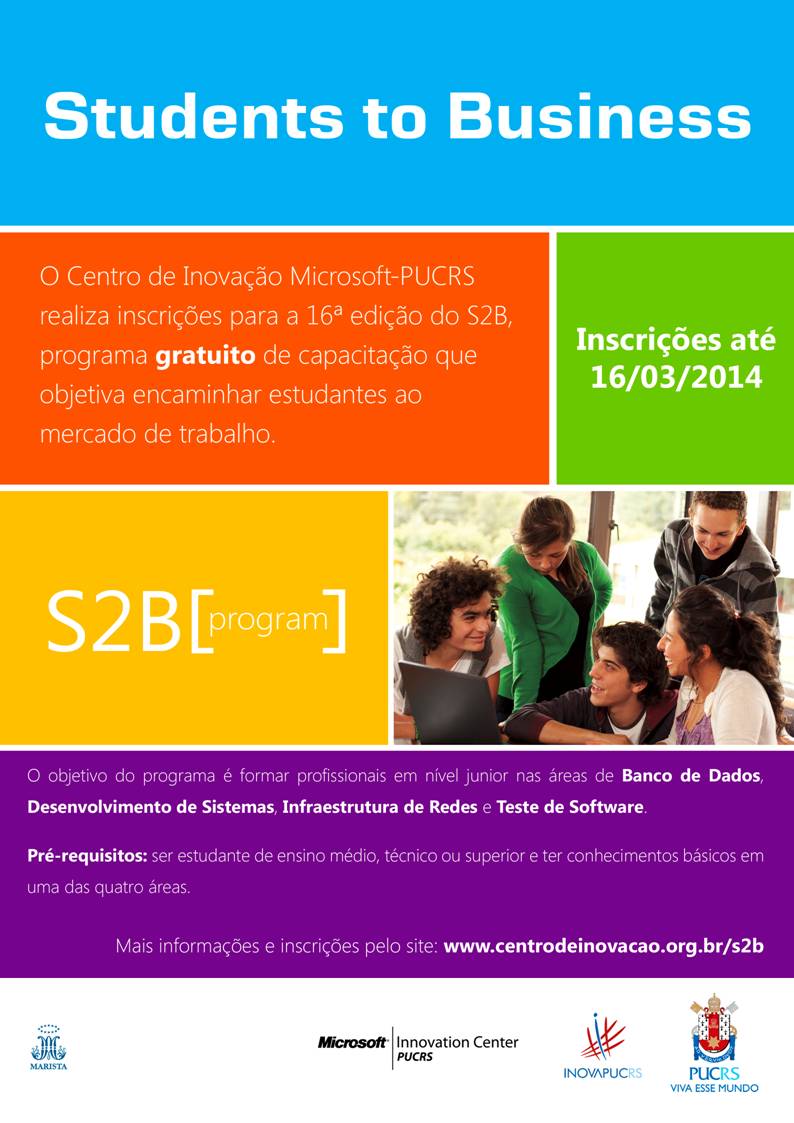 Students to Business
O Centro de Inovação Microsoft-PUCRS
realiza inscrições para a 16ª edição do S2B,
programa gratuito de capacitação que
objetiva encaminhar estudantes ao
mercado de trabalho.
Inscrições até
16/03/2014
S2B[program]
O objetivo do programa é formar profissionais em nível junior nas áreas de Banco de Dados,
Desenvolvimento de Sistemas, Infraestrutura de Redes e Teste de Software.
Pré-requisitos: ser estudante de ensino médio, técnico ou superior e ter conhecimentos básicos em
uma das quatro áreas.
Mais informações e inscrições pelo site: www.centrodeinovacao.org.br/s2b
MARISTA
Microsoft Innovation Center
PUCRS
INOVAPUCRS
PUCRS
VIVA ESSE MUNDO